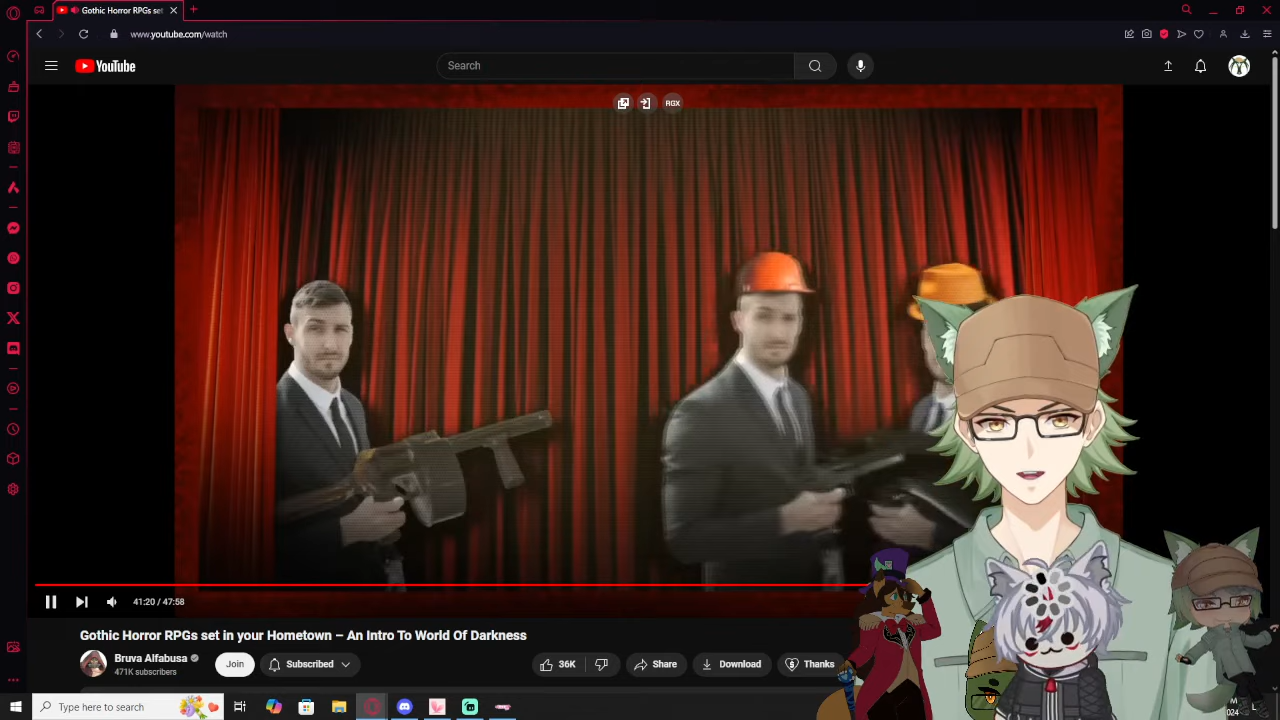 Gothic Horror RPGs set
www.youtube.com/watch
YouTube
Search
RGX
41:20 / 47:58
Gothic Horror RPGs set in your Hometown – An Intro To World Of Darkness
Bruva Alfabusa
471K subscribers
Join
Subscribed
36K
Share
Download
Thanks
Type here to search